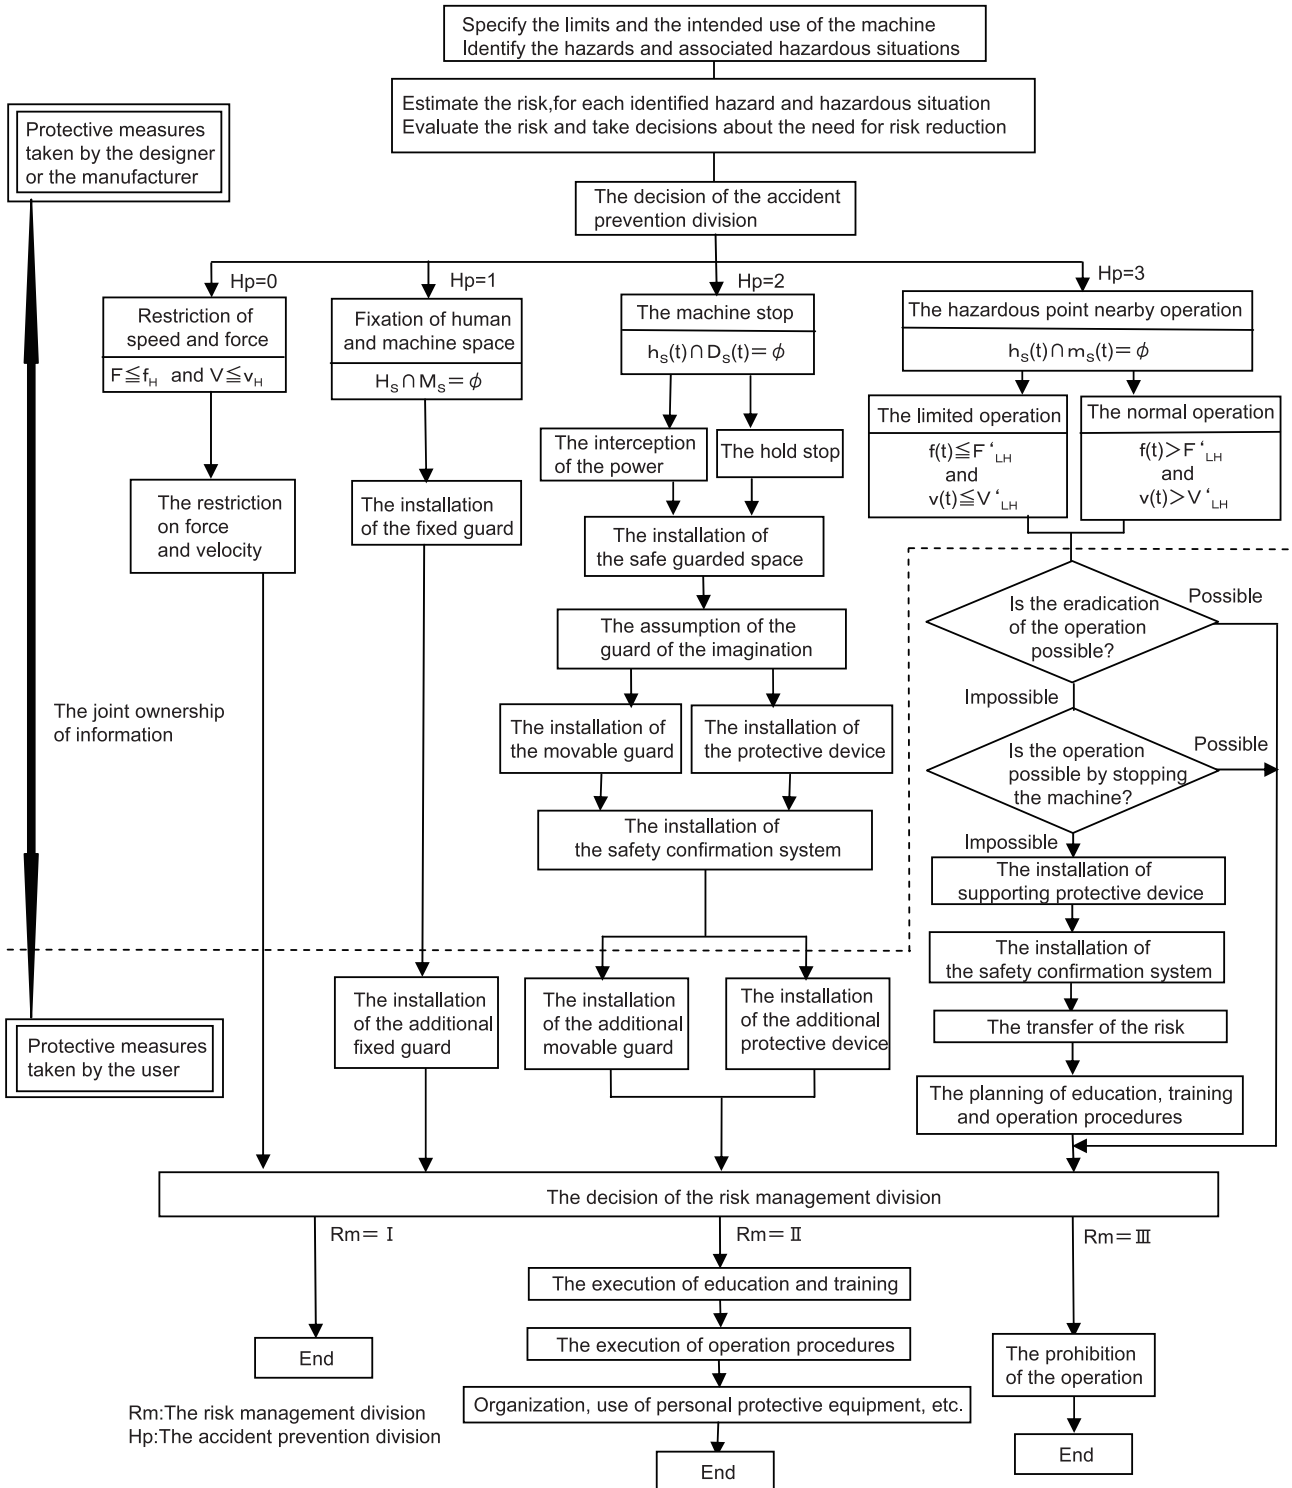 Specify the limits and the intended use of the machine
Identify the hazards and associated hazardous situations
Estimate the risk,for each identified hazard and hazardous situation
Evaluate the risk and take decisions about the need for risk reduction
Protective measures
taken by the designer
or the manufacturer
The decision of the accident
prevention division
Hp=0
Hp=1
Hp=2
Hp=3
Restriction of
speed and force
F≦f_H and V≦v_H
Fixation of human
and machine space
H_S∩M_S=ϕ
The machine stop
h_S(t)∩D_S(t)=ϕ
The hazardous point nearby operation
h_S(t)∩m_S(t)=ϕ
The limited operation
f(t)≦F‘_LH
and
v(t)≦V‘_LH
The normal operation
f(t)>F‘_LH
and
v(t)>V‘_LH
The interception
of the power
The hold stop
The restriction
on force
and velocity
The installation
of the fixed guard
The installation of
the safe guarded space
Is the eradication
of the operation
possible?
Possible
Impossible
The assumption of the
guard of the imagination
The joint ownership
of information
The installation of
the movable guard
The installation of
the protective device
Is the operation
possible by stopping
the machine?
Possible
Impossible
The installation of
the safety confirmation system
The installation of
supporting protective device
The installation of
the safety confirmation system
The transfer of the risk
The planning of education, training
and operation procedures
The installation
of the additional
fixed guard
The installation
of the additional
movable guard
The installation
of the additional
protective device
Protective measures
taken by the user
The decision of the risk management division
Rm=Ⅰ
Rm=Ⅱ
Rm=Ⅲ
The execution of education and training
The execution of operation procedures
Organization, use of personal protective equipment, etc.
End
The prohibition
of the operation
End
End
Rm:The risk management division
Hp:The accident prevention division